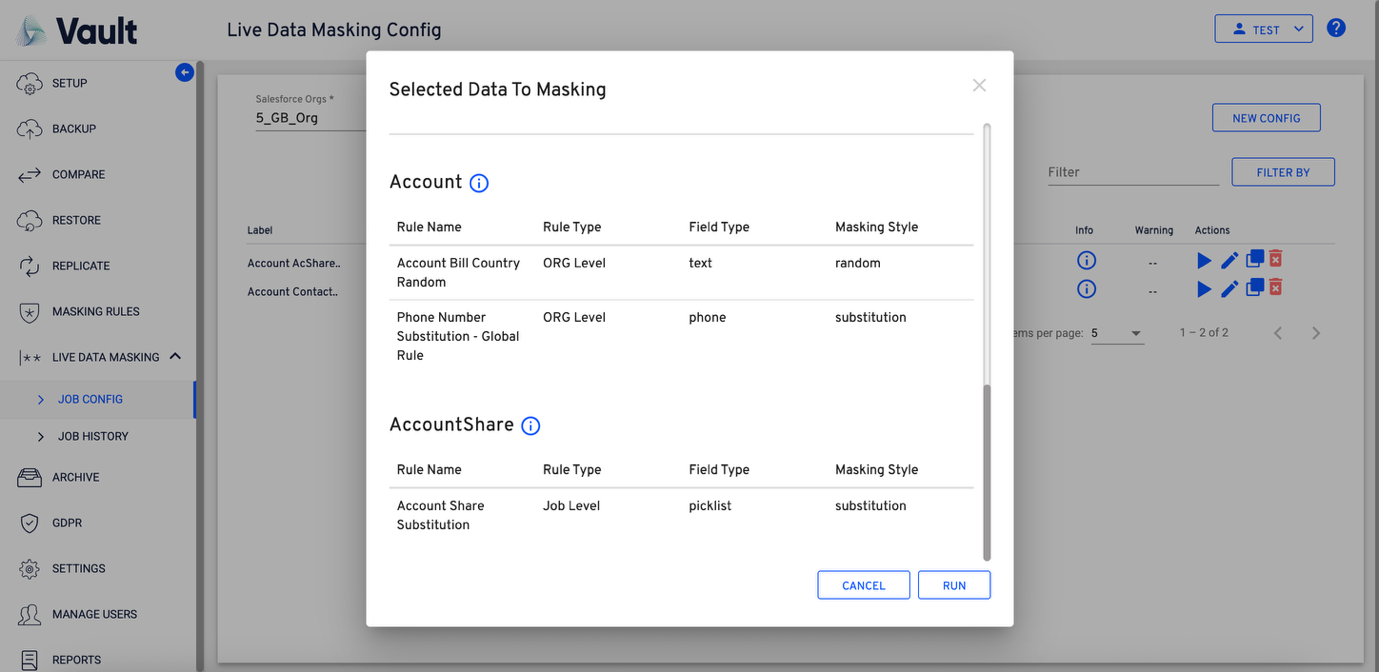 Vault
Live Data Masking Config
TEST
?
SETUP
BACKUP
COMPARE
RESTORE
REPLICATE
MASKING RULES
LIVE DATA MASKING
JOB CONFIG
JOB HISTORY
ARCHIVE
GDPR
SETTINGS
MANAGE USERS
REPORTS
Salesforce Orgs *
5_GB_Org
NEW CONFIG
Filter
FILTER BY
Label
Info Warning Actions
Account AcShare..
--
Account Contact..
--
ems per page: 5
1 – 2 of 2
Selected Data To Masking
Account
Rule Name Rule Type Field Type Masking Style
Account Bill Country ORG Level text random
Random
Phone Number ORG Level phone substitution
Substitution - Global
Rule
AccountShare
Rule Name Rule Type Field Type Masking Style
Account Share Job Level picklist substitution
Substitution
CANCEL RUN